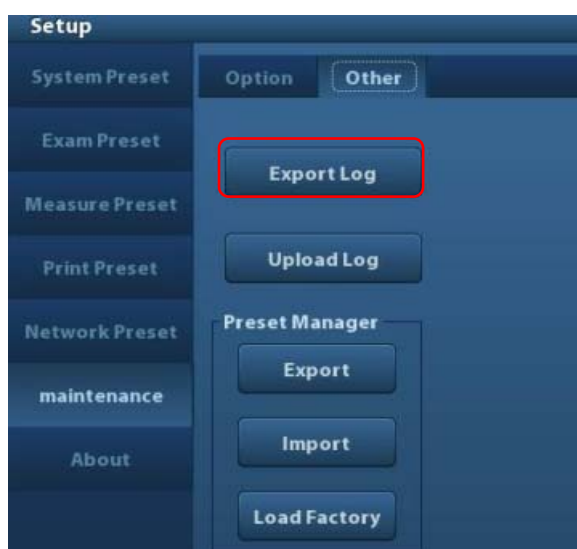 Setup
System Preset
Exam Preset
Measure Preset
Print Preset
Network Preset
maintenance
About
Option
Other
Export Log
Upload Log
Preset Manager
Export
Import
Load Factory